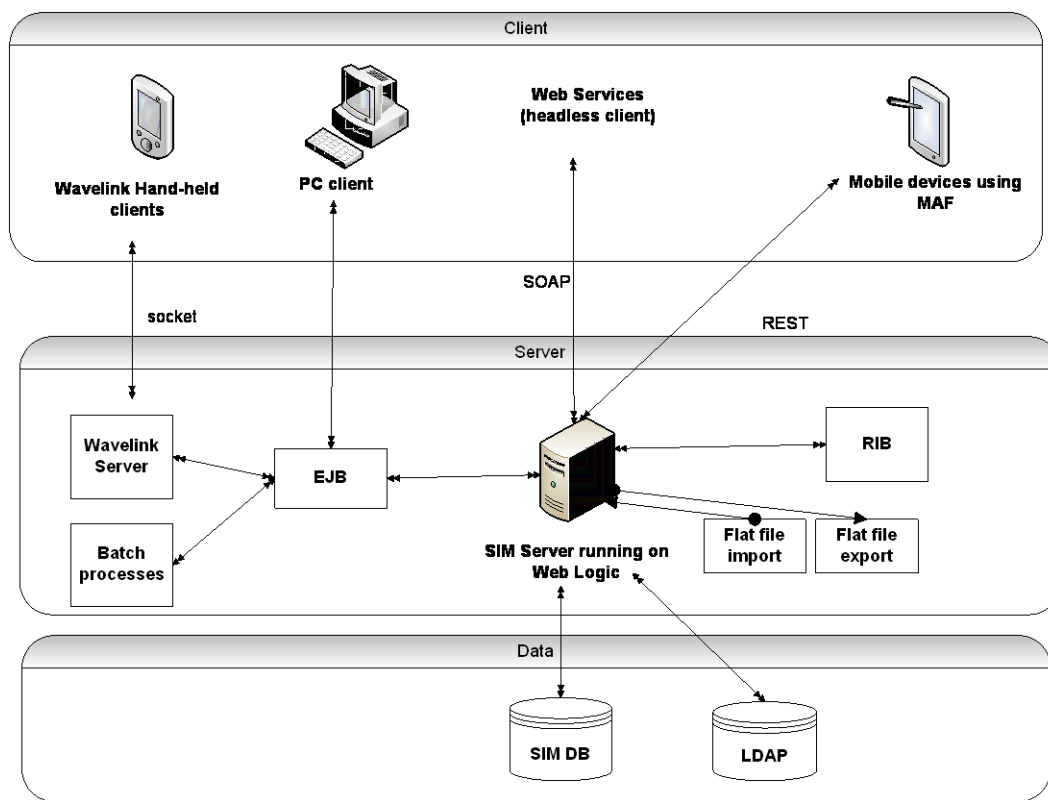 Client
Wavelink Hand-held
clients
PC client
Web Services
(headless client)
Mobile devices using
MAF
socket
SOAP
REST
Server
Wavelink
Server
EJB
Batch
processes
SIM Server running on
Web Logic
RIB
Flat file
import
Flat file
export
Data
SIM DB
LDAP